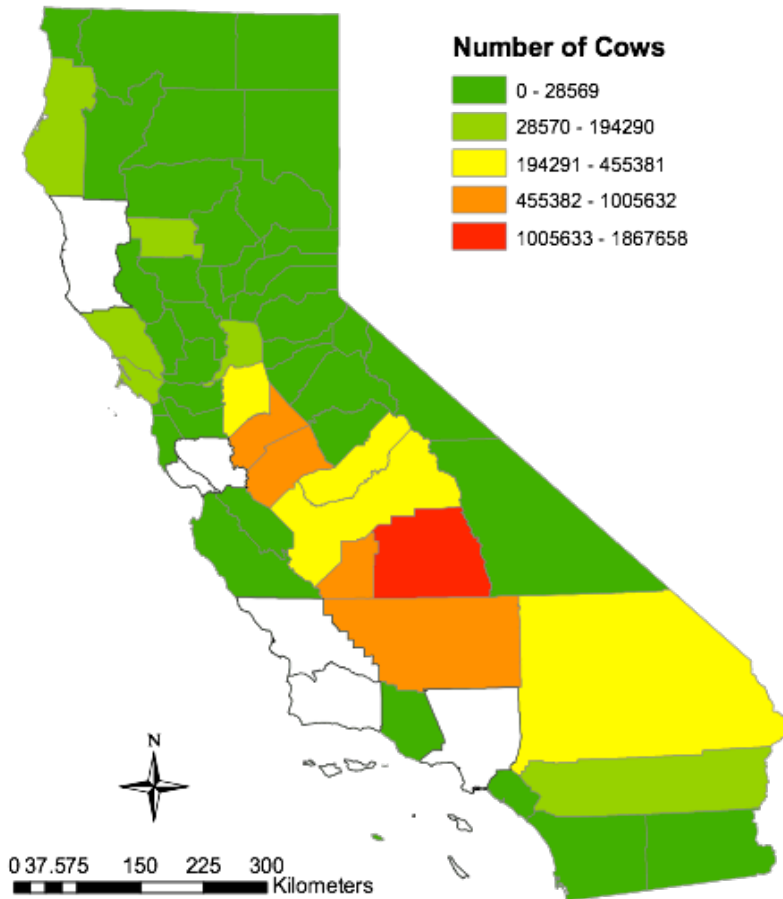 Number of Cows
0 - 28569
28570 - 194290
194291 - 455381
455382 - 1005632
1005633 - 1867658
N
0 37.575 150 225 300
Kilometers